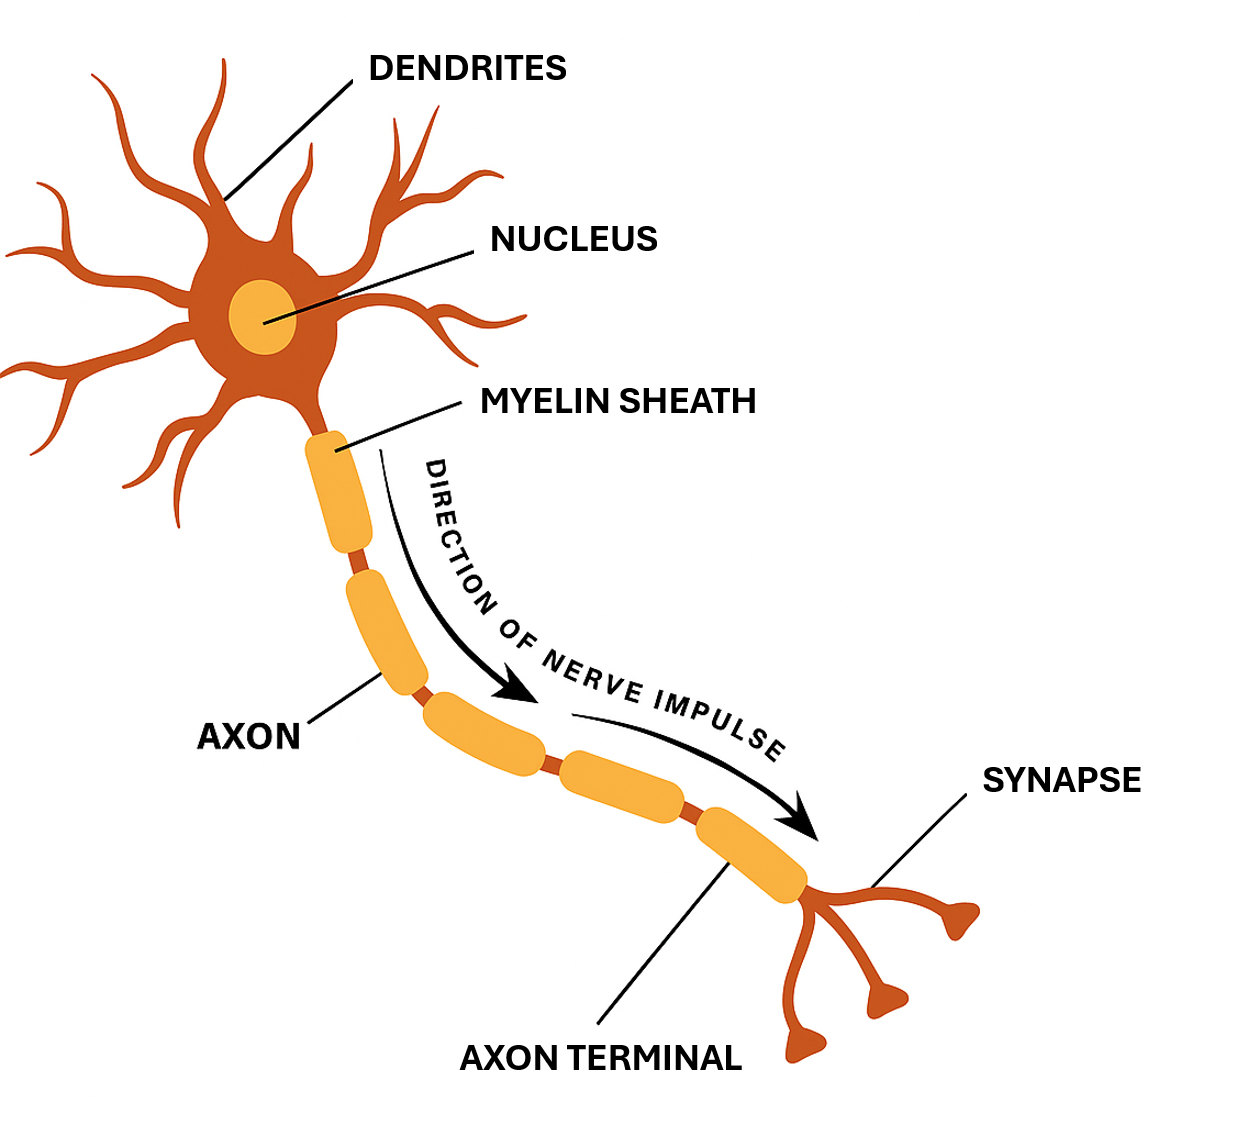 DENDRITES
NUCLEUS
MYELIN SHEATH
DIRECTION OF NERVE IMPULSE
AXON
SYNAPSE
AXON TERMINAL